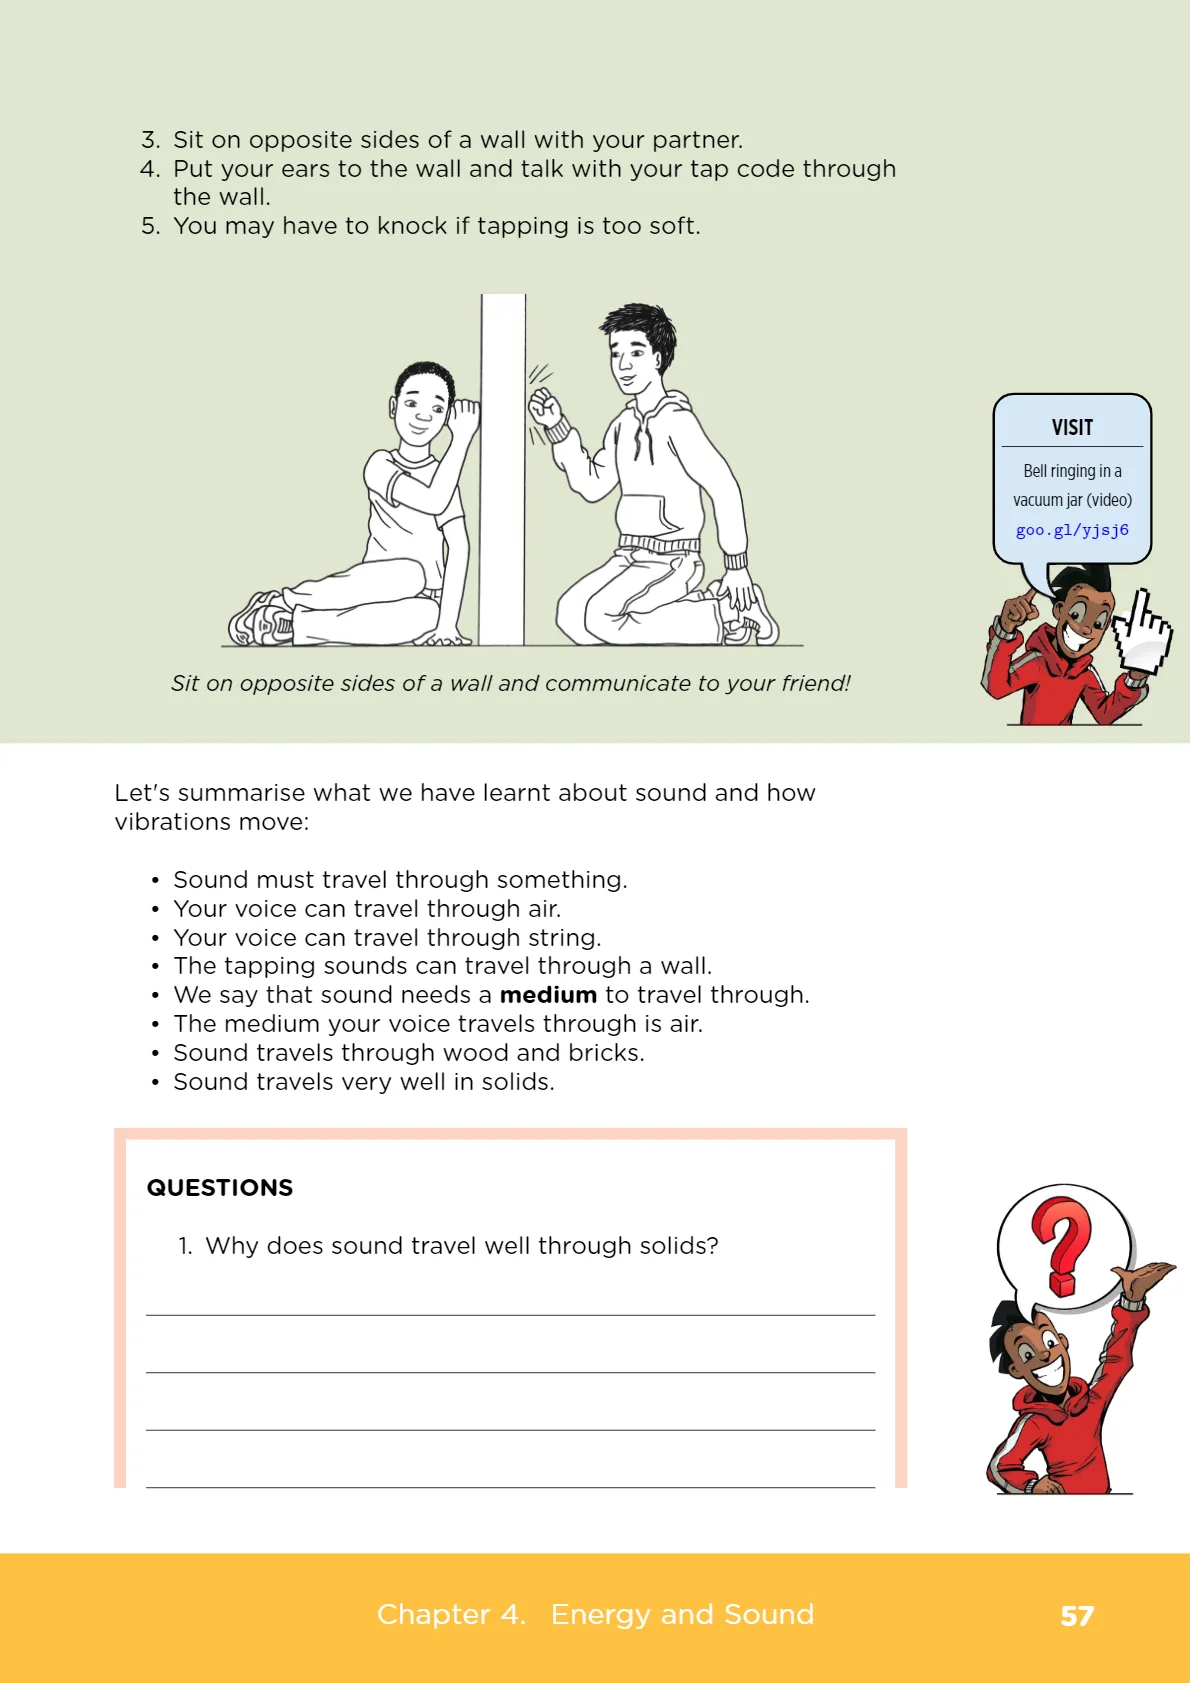 3. Sit on opposite sides of a wall with your partner.
4. Put your ears to the wall and talk with your tap code through
the wall.
5. You may have to knock if tapping is too soft.
VISIT
Bell ringing in a
vacuum jar (video)
goo.gl/yjsj6
Sit on opposite sides of a wall and communicate to your friend!
Let's summarise what we have learnt about sound and how
vibrations move:
• Sound must travel through something.
• Your voice can travel through air.
• Your voice can travel through string.
• The tapping sounds can travel through a wall.
• We say that sound needs a medium to travel through.
• The medium your voice travels through is air.
• Sound travels through wood and bricks.
• Sound travels very well in solids.
QUESTIONS
1. Why does sound travel well through solids?
?
Chapter 4. Energy and Sound
57